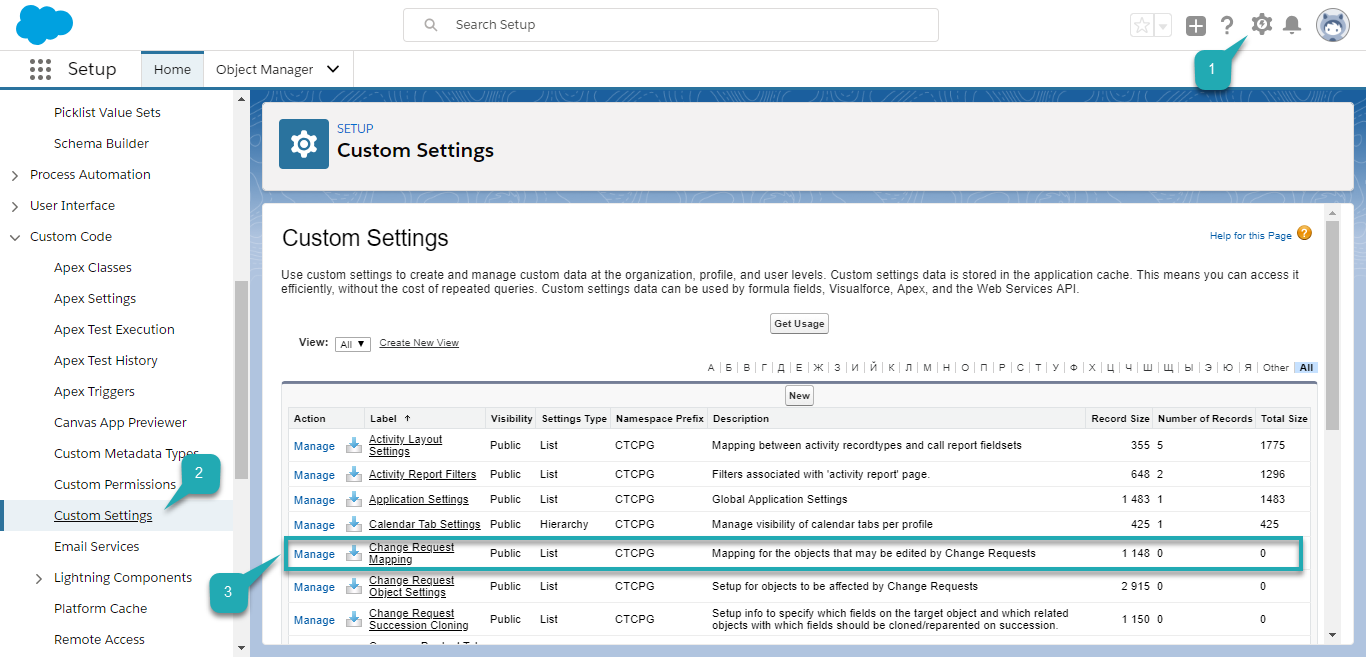 Search Setup
1
Setup
Home
Object Manager
Picklist Value Sets
Schema Builder
Process Automation
User Interface
Custom Code
Apex Classes
Apex Settings
Apex Test Execution
Apex Test History
Apex Triggers
Canvas App Previewer
Custom Metadata Types
Custom Permissions
2
Custom Settings
Email Services
Lightning Components
3
Platform Cache
Remote Access
SETUP
Custom Settings
Custom Settings
Help for this Page ?
Use custom settings to create and manage custom data at the organization, profile, and user levels. Custom settings data is stored in the application cache. This means you can access it
efficiently, without the cost of repeated queries. Custom settings data can be used by formula fields, Visualforce, Apex, and the Web Services API.
Get Usage
View: All ▼ Create New View
А | Б | В | Г | Д | Е | Ж | З | И | Й | К | Л | М | Н | О | П | Р | С | Т | У | Ф | Х | Ц | Ч | Ш | Щ | Ы | Э | Ю | Я | Other All
New
Action Label ↑ Visibility Settings Type Namespace Prefix Description Record Size Number of Records Total Size
Manage Activity Layout Settings Public List CTCPG Mapping between activity recordtypes and call report fieldsets 355 5 1775
Manage Activity Report Filters Public List CTCPG Filters associated with 'activity report' page. 648 2 1296
Manage Application Settings Public List CTCPG Global Application Settings 1 483 1 1483
Manage Calendar Tab Settings Public Hierarchy CTCPG Manage visibility of calendar tabs per profile 425 1 425
Manage Change Request Mapping Public List CTCPG Mapping for the objects that may be edited by Change Requests 1 148 0 0
Manage Change Request Object Settings Public List CTCPG Setup for objects to be affected by Change Requests 2 915 0 0
Manage Change Request Succession Cloning Public List CTCPG Setup info to specify which fields on the target object and which related objects with which fields should be cloned/reparented on succession. 1 150 0 0